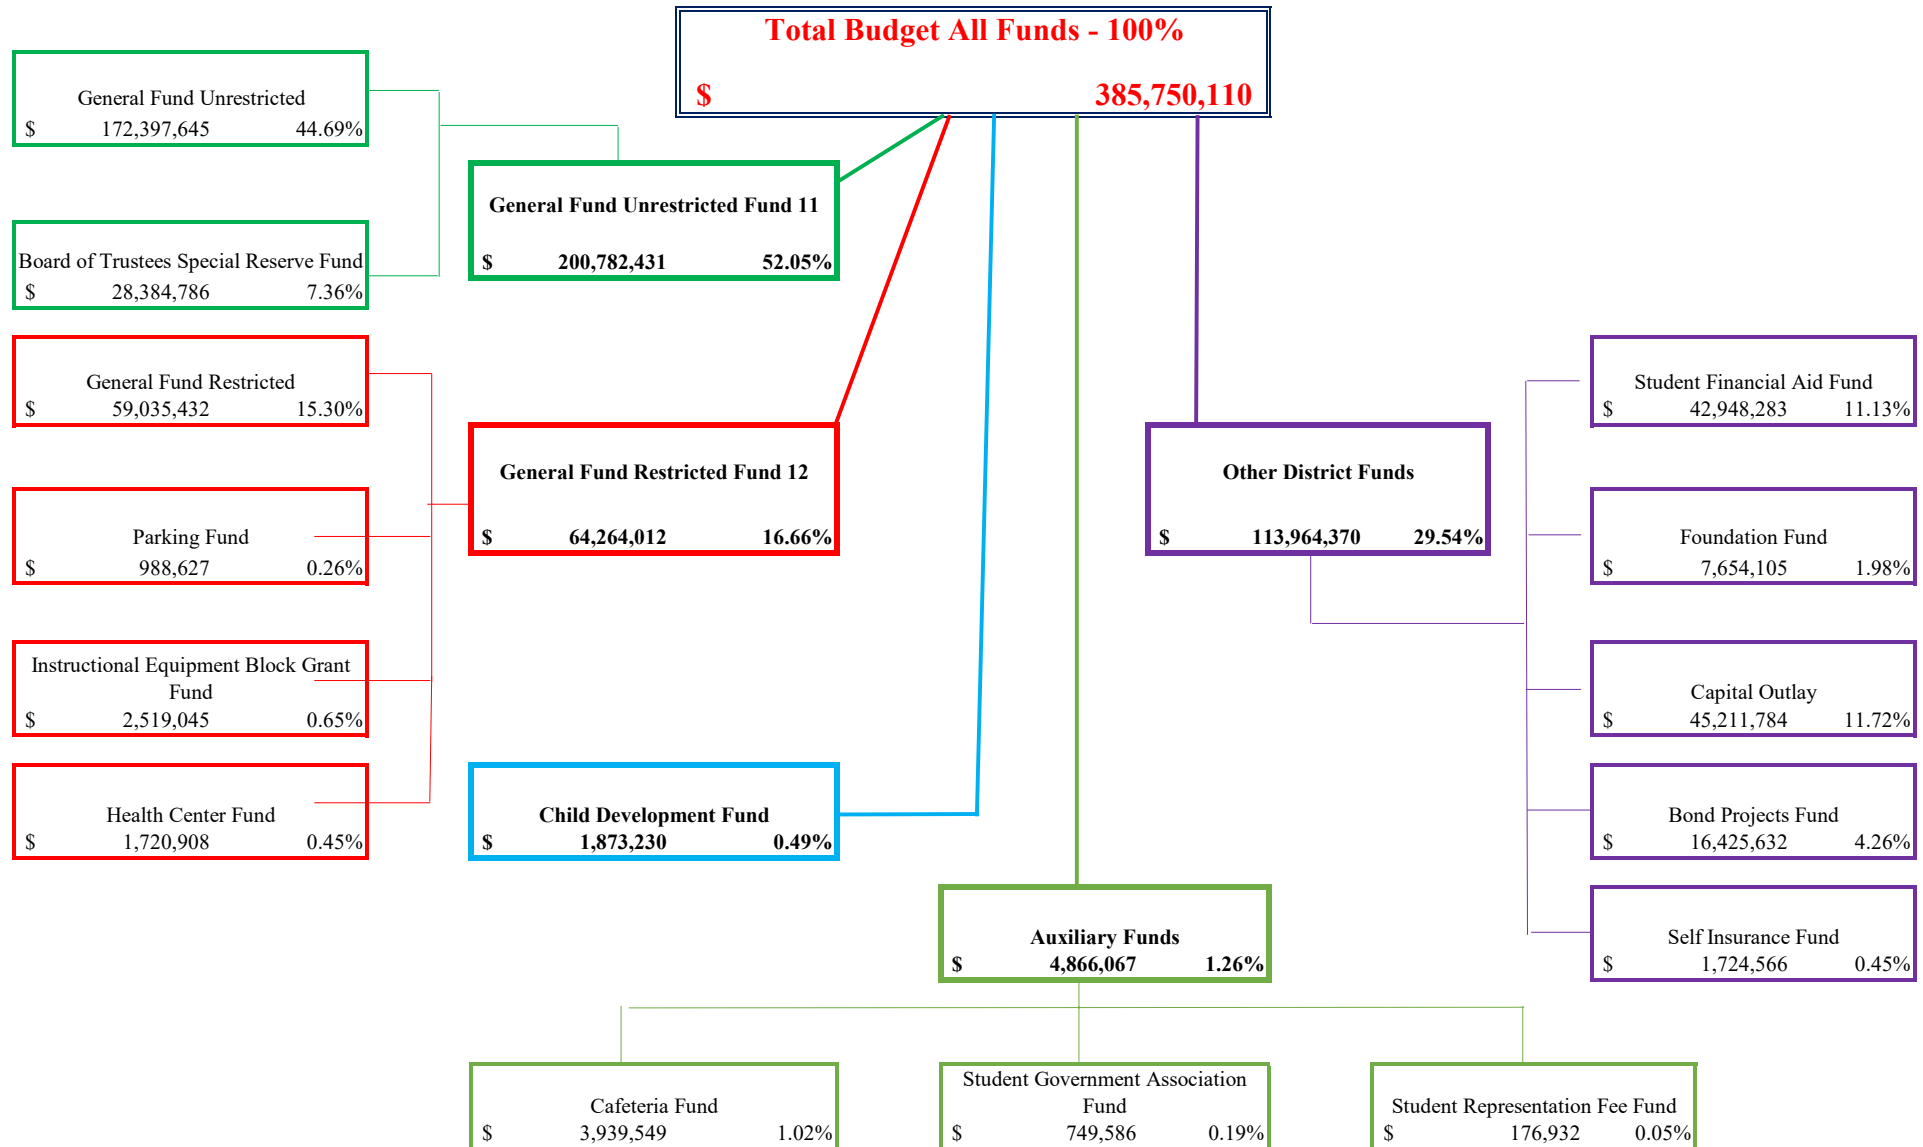 Total Budget All Funds - 100%
$ 385,750,110
General Fund Unrestricted
$ 172,397,645 44.69%
General Fund Unrestricted Fund 11
$ 200,782,431 52.05%
Board of Trustees Special Reserve Fund
$ 28,384,786 7.36%
General Fund Restricted
$ 59,035,432 15.30%
General Fund Restricted Fund 12
$ 64,264,012 16.66%
Parking Fund
$ 988,627 0.26%
Instructional Equipment Block Grant
Fund
$ 2,519,045 0.65%
Health Center Fund
$ 1,720,908 0.45%
Child Development Fund
$ 1,873,230 0.49%
Other District Funds
$ 113,964,370 29.54%
Student Financial Aid Fund
$ 42,948,283 11.13%
Foundation Fund
$ 7,654,105 1.98%
Capital Outlay
$ 45,211,784 11.72%
Bond Projects Fund
$ 16,425,632 4.26%
Self Insurance Fund
$ 1,724,566 0.45%
Auxiliary Funds
$ 4,866,067 1.26%
Cafeteria Fund
$ 3,939,549 1.02%
Student Government Association
Fund
$ 749,586 0.19%
Student Representation Fee Fund
$ 176,932 0.05%